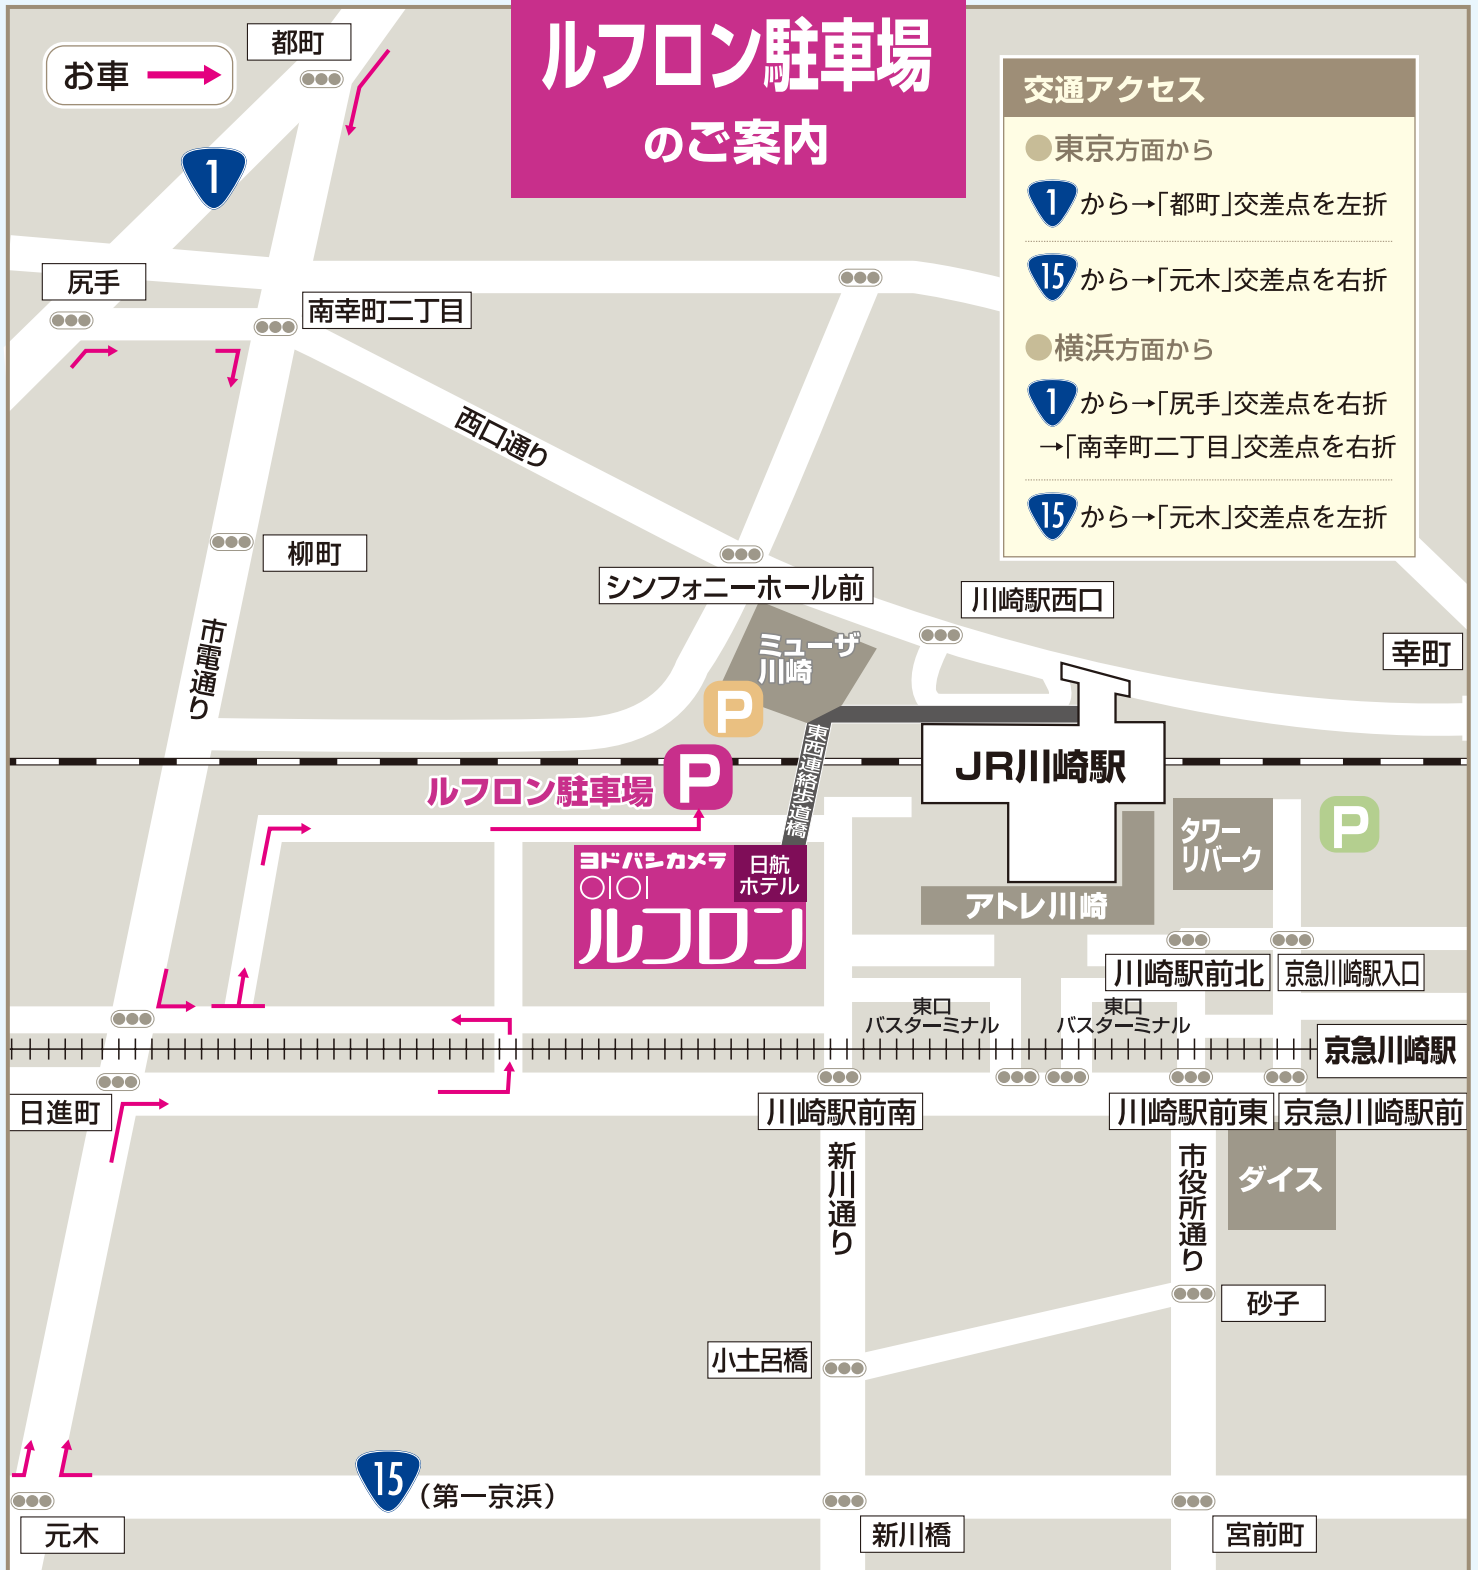 ルフロン駐車場
のご案内
お車
都町
1
交通アクセス
東京方面から
1から→「都町」交差点を左折
15から→「元木」交差点を右折
横浜方面から
1から→「尻手」交差点を右折
→「南幸町二丁目」交差点を右折
15から→「元木」交差点を左折
尻手
南幸町二丁目
西口通り
柳町
シンフォニーホール前
川崎駅西口
幸町
市電通り
ミューザ
川崎
P
東西連絡歩道橋
JR川崎駅
ルフロン駐車場
P
タワー
リバーク
P
ヨドバシカメラ
○|○|
日航
ホテル
ルフロン
アトレ川崎
川崎駅前北
京急川崎駅入口
東口
バスターミナル
東口
バスターミナル
京急川崎駅
日進町
川崎駅前南
川崎駅前東
京急川崎駅前
新川通り
市役所通り
ダイス
砂子
小土呂橋
15
(第一京浜)
元木
新川橋
宮前町